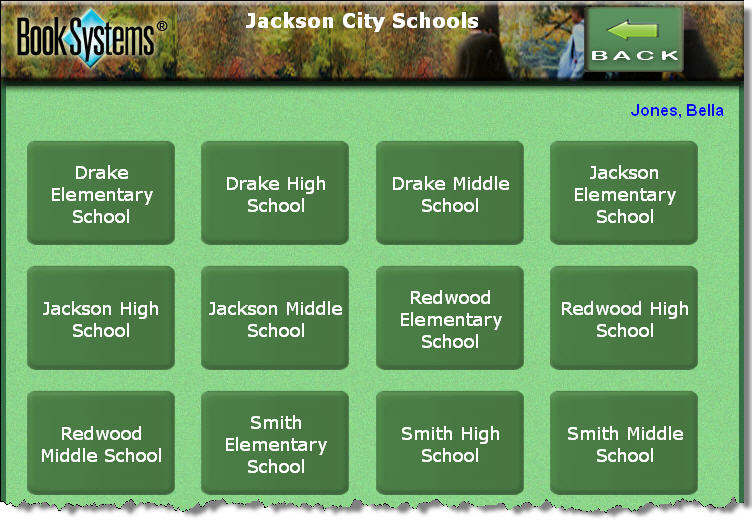 Jackson City Schools
BookSystems®
BACK
Jones, Bella
Drake
Elementary
School
Drake High
School
Drake Middle
School
Jackson
Elementary
School
Jackson High
School
Jackson Middle
School
Redwood
Elementary
School
Redwood High
School
Redwood
Middle School
Smith
Elementary
School
Smith High
School
Smith Middle
School